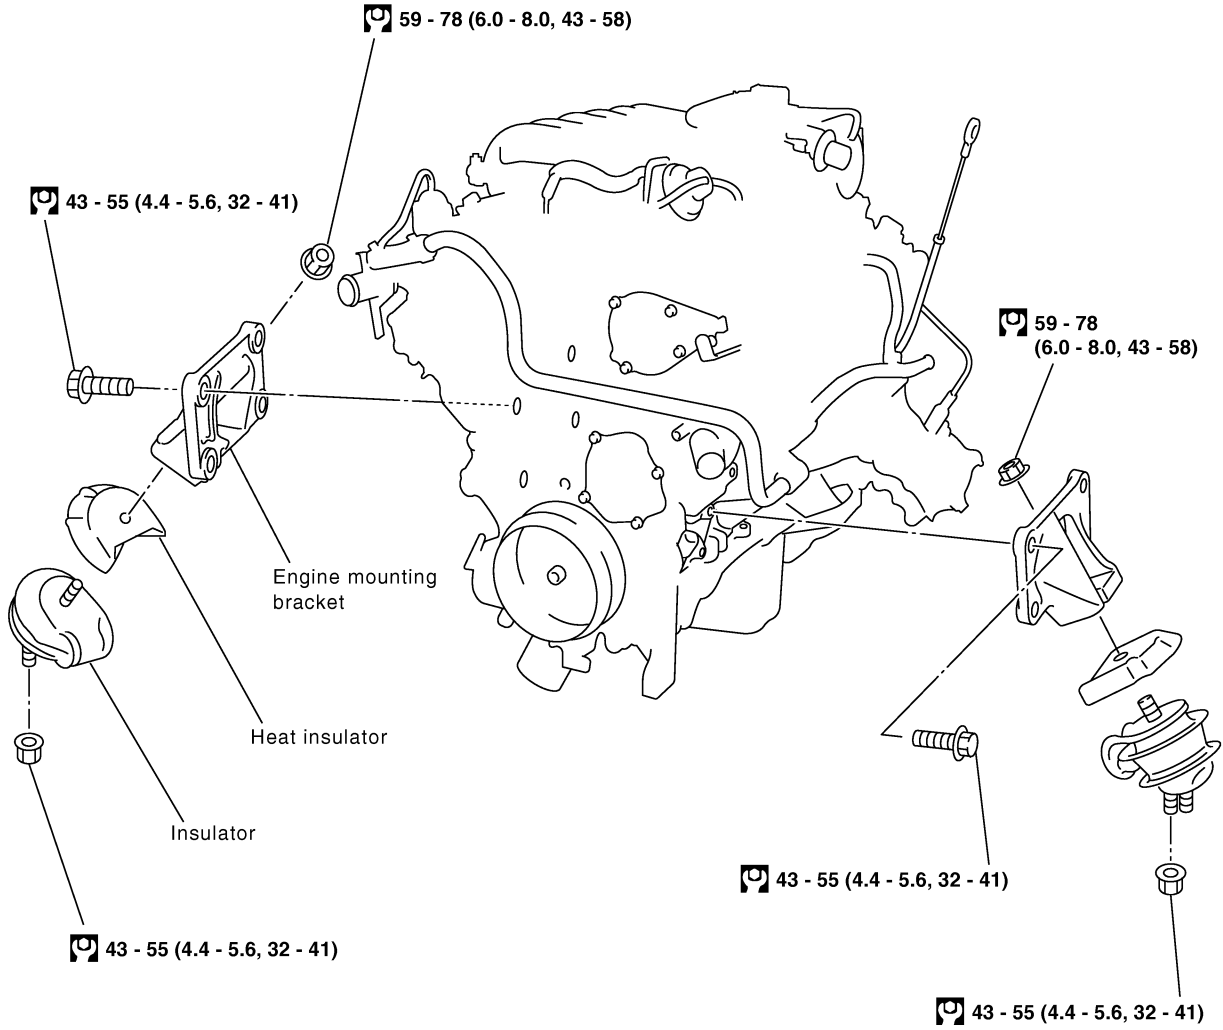 59 - 78 (6.0 - 8.0, 43 - 58)
43 - 55 (4.4 - 5.6, 32 - 41)
59 - 78
(6.0 - 8.0, 43 - 58)
Engine mounting
bracket
Heat insulator
Insulator
43 - 55 (4.4 - 5.6, 32 - 41)
43 - 55 (4.4 - 5.6, 32 - 41)
43 - 55 (4.4 - 5.6, 32 - 41)